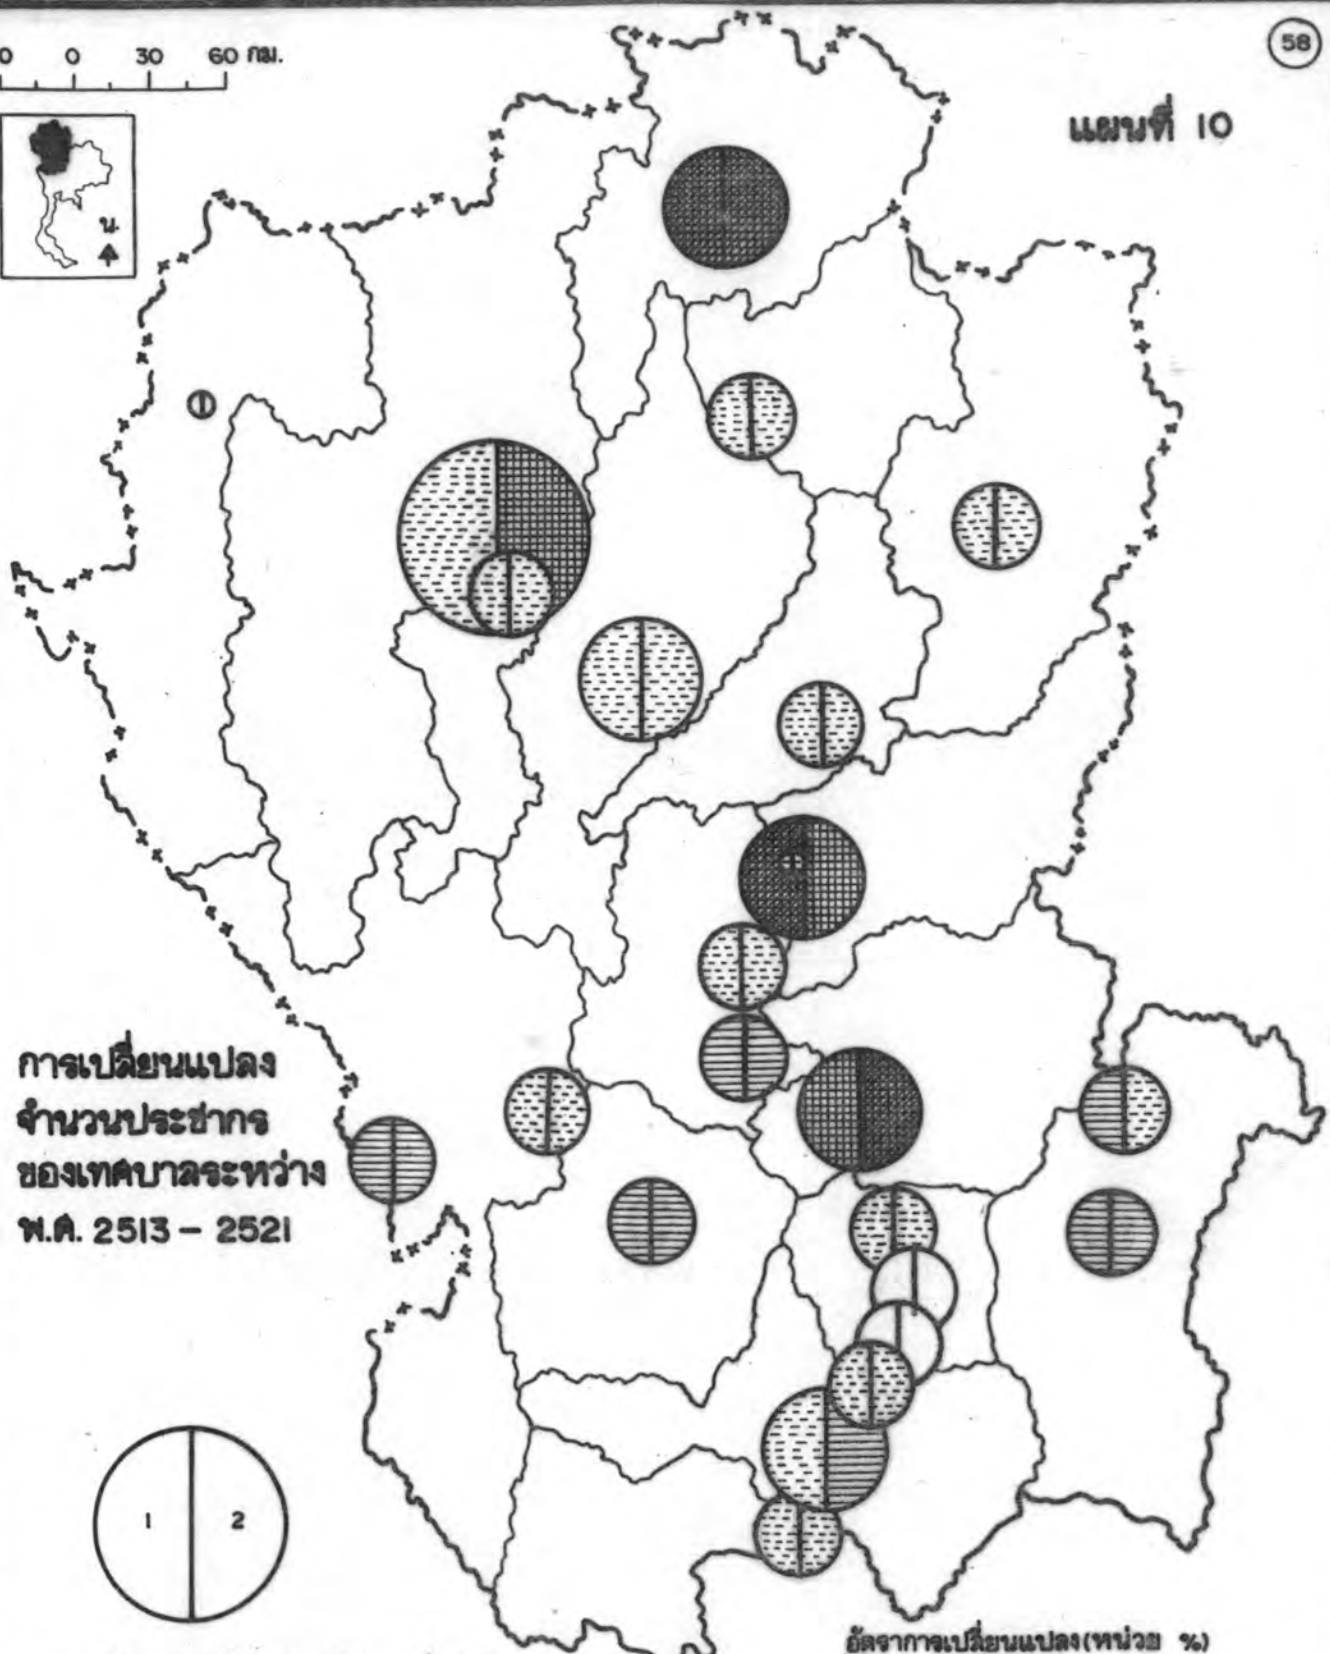 0 0 30 60 กม.
58
แผนที่ 10
น.
การเปลี่ยนแปลง
จำนวนประชากร
ของเทศบาลระหว่าง
พ.ศ. 2513 - 2521
1 2
อัตราการเปลี่ยนแปลง(หน่วย %)